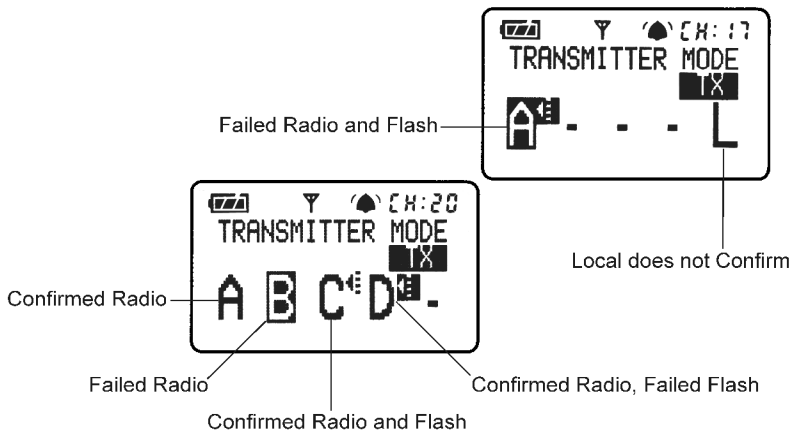 CH:17
TRANSMITTER MODE
TX
A - - - L
Failed Radio and Flash
Local does not Confirm
CH:20
TRANSMITTER MODE
TX
A B C D -
Confirmed Radio
Failed Radio
Confirmed Radio and Flash
Confirmed Radio, Failed Flash